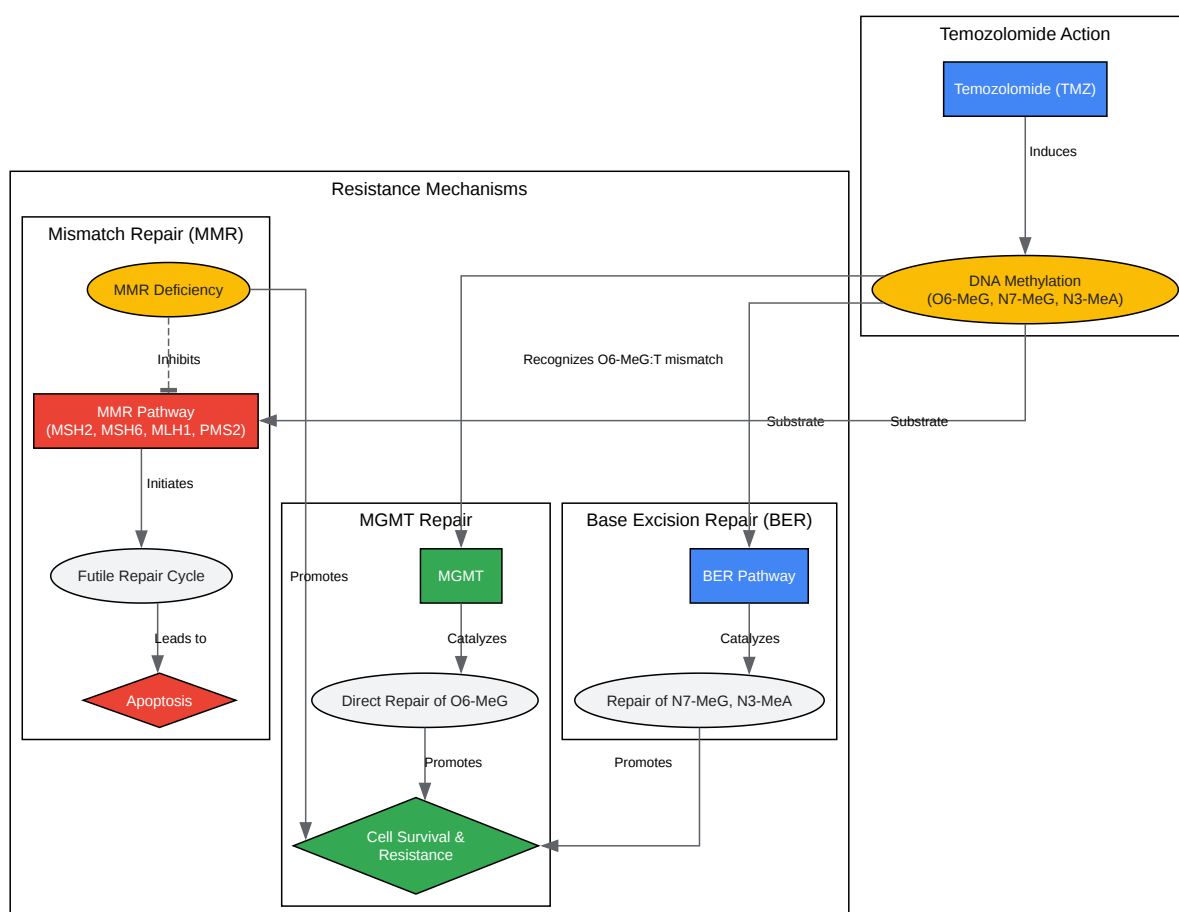 Temozolomide Action
Temozolomide (TMZ)
Induces
Resistance Mechanisms
Mismatch Repair (MMR)
MMR Deficiency
DNA Methylation
(O6-MeG, N7-MeG, N3-MeA)
Inhibits
Recognizes O6-MeG:T mismatch
MMR Pathway
(MSH2, MSH6, MLH1, PMS2)
Substrate
Substrate
Initiates
MGMT Repair
Base Excision Repair (BER)
Futile Repair Cycle
Promotes
MGMT
BER Pathway
Leads to
Catalyzes
Catalyzes
Apoptosis
Direct Repair of O6-MeG
Repair of N7-MeG, N3-MeA
Promotes
Promotes
Cell Survival &
Resistance